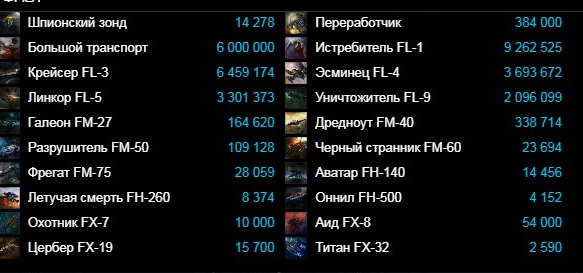 Шпионский зонд 14 278 Переработчик 384 000
Большой транспорт 6 000 000 Истребитель FL-1 9 262 525
Крейсер FL-3 6 459 174 Эсминец FL-4 3 693 672
Линкор FL-5 3 301 373 Уничтожитель FL-9 2 096 099
Галеон FM-27 164 620 Дредноут FM-40 338 714
Разрушитель FM-50 109 128 Черный странник FM-60 23 694
Фрегат FM-75 28 059 Аватар FH-140 14 456
Летучая смерть FH-260 8 374 Оннил FH-500 4 152
Охотник FX-7 10 000 Аид FX-8 54 000
Цербер FX-19 15 700 Титан FX-32 2 590